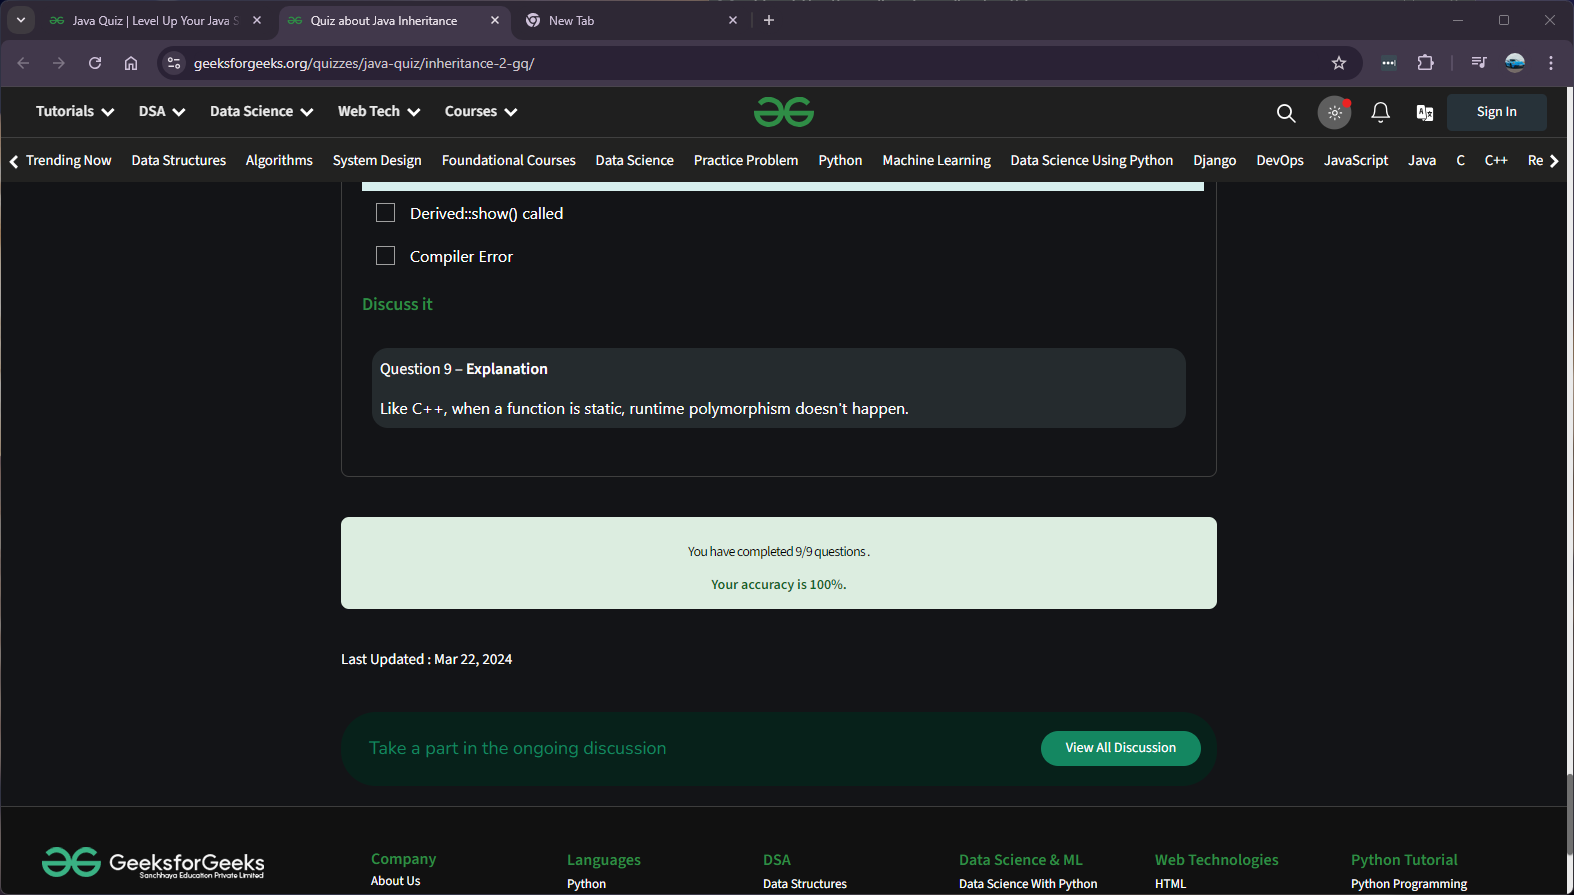 Java Quiz | Level Up Your Java S
Quiz about Java Inheritance
New Tab
geeksforgeeks.org/quizzes/java-quiz/inheritance-2-gq/
Tutorials DSA Data Science Web Tech Courses Sign In
Trending Now Data Structures Algorithms System Design Foundational Courses Data Science Practice Problem Python Machine Learning Data Science Using Python Django DevOps JavaScript Java C C++ Re
Derived::show() called
Compiler Error
Discuss it
Question 9 – Explanation
Like C++, when a function is static, runtime polymorphism doesn't happen.
You have completed 9/9 questions .
Your accuracy is 100%.
Last Updated : Mar 22, 2024
Take a part in the ongoing discussion
View All Discussion
GeeksforGeeks
Sanchhaya Education Private Limited
Company Languages DSA Data Science & ML Web Technologies Python Tutorial
About Us Python Data Structures Data Science With Python HTML Python Programming